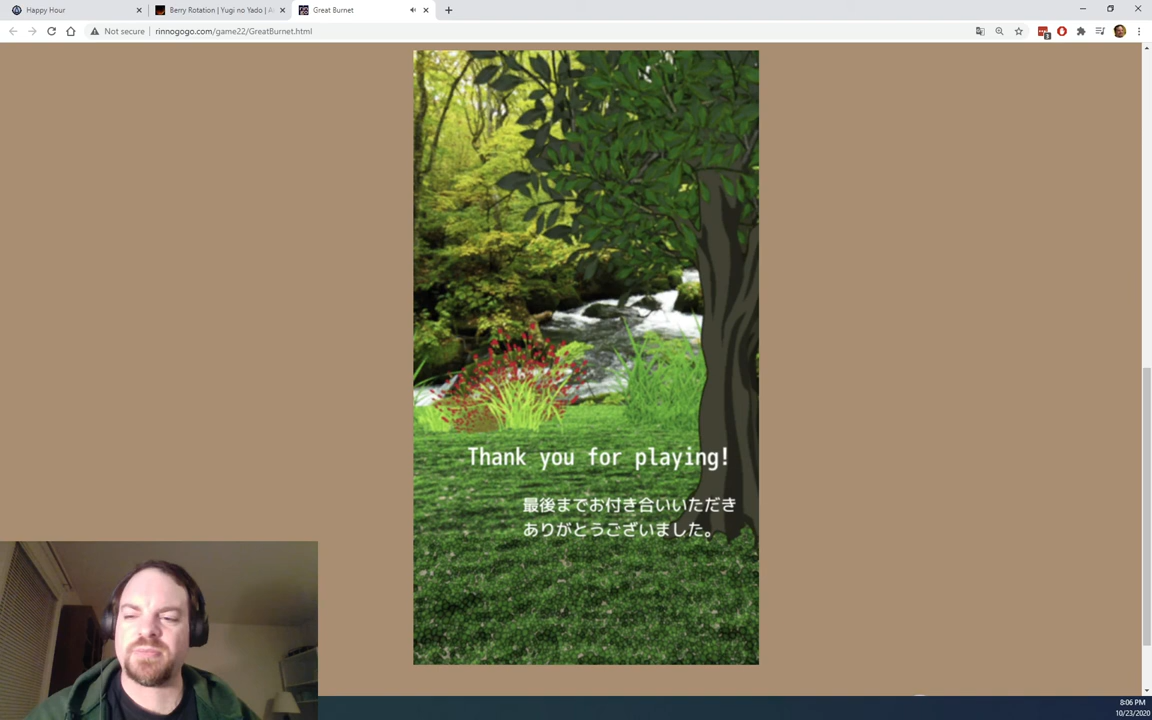 Happy Hour
Berry Rotation | Yugi no Yado | A
Great Burnet
Not secure
rinnogogo.com/game22/GreatBurnet.html
Thank you for playing!
最後までお付き合いいただき
ありがとうございました。
8:06 PM
10/23/2020